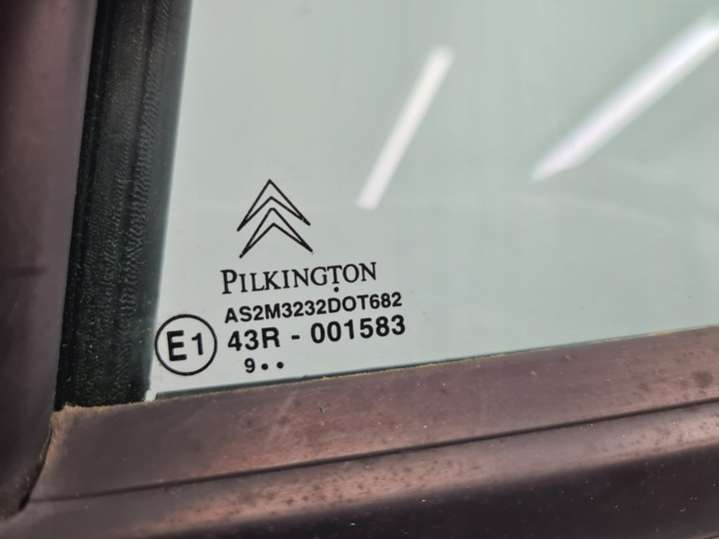 PILKINGTON
AS2M3232DOT682
E1 43R - 001583
9••